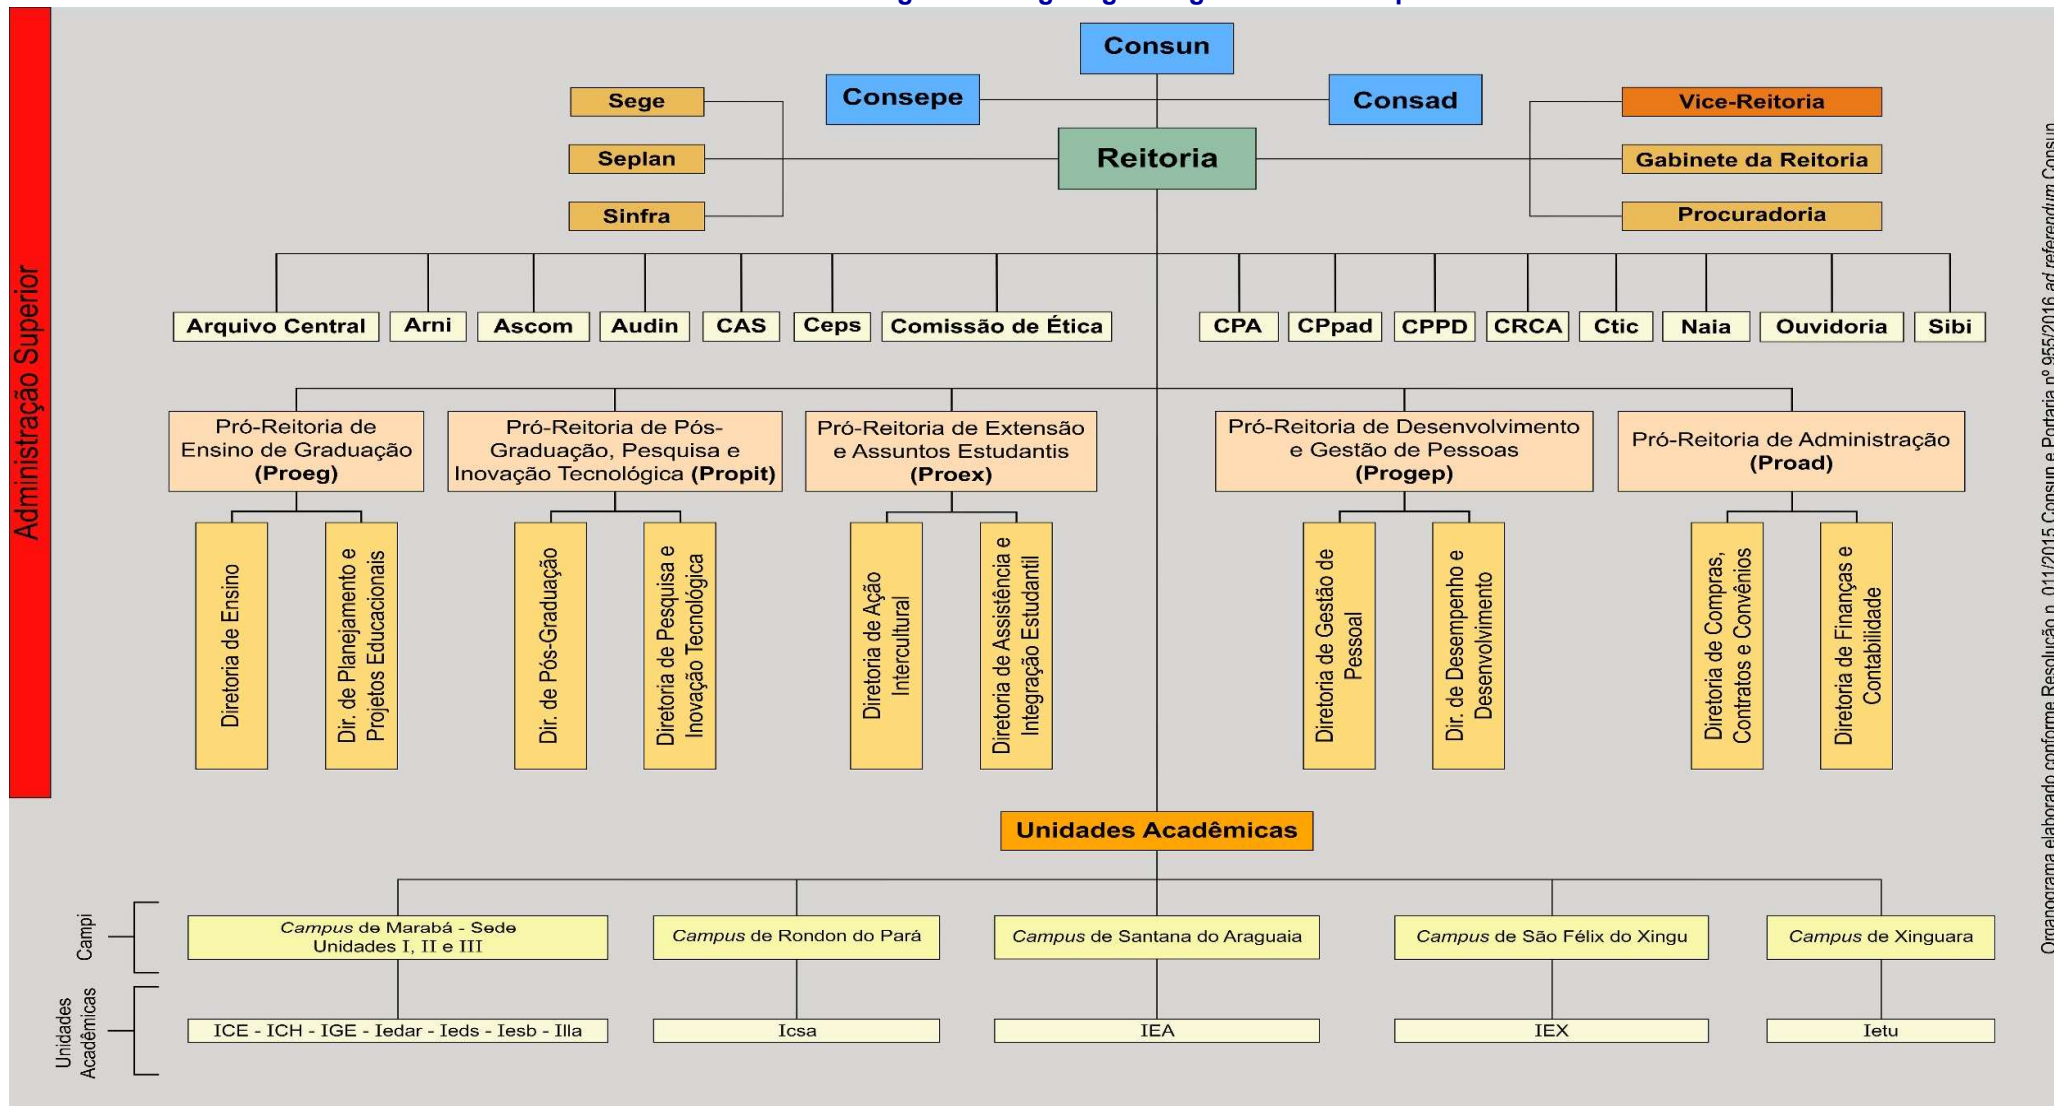 Consun
Consepe
Consad
Sege
Vice-Reitoria
Seplan
Reitoria
Gabinete da Reitoria
Sinfra
Procuradoria
Administração Superior
Arquivo Central
Arni
Ascom
Audin
CAS
Ceps
Comissão de Ética
CPA
CPpad
CPPD
CRCA
Ctic
Naia
Ouvidoria
Sibi
Pró-Reitoria de
Ensino de Graduação
(Proeg)
Pró-Reitoria de Pós-
Graduação, Pesquisa e
Inovação Tecnológica (Propit)
Pró-Reitoria de Extensão
e Assuntos Estudantis
(Proex)
Pró-Reitoria de Desenvolvimento
e Gestão de Pessoas
(Progep)
Pró-Reitoria de Administração
(Proad)
Diretoria de Ensino
Dir. de Planejamento e
Projetos Educacionais
Dir. de Pós-Graduação
Diretoria de Pesquisa e
Inovação Tecnológica
Diretoria de Ação
Intercultural
Diretoria de Assistência e
Integração Estudantil
Diretoria de Gestão de
Pessoal
Dir. de Desempenho e
Desenvolvimento
Diretoria de Compras,
Contratos e Convênios
Diretoria de Finanças e
Contabilidade
Unidades Acadêmicas
Campi
Campus de Marabá - Sede
Unidades I, II e III
Campus de Rondon do Pará
Campus de Santana do Araguaia
Campus de São Félix do Xingu
Campus de Xinguara
Unidades
Acadêmicas
ICE - ICH - IGE - Iedar - Ieds - Iesb - Illa
Icsa
IEA
IEX
Ietu
Organograma elaborado conforme Resolução n. 011/2015 Consun e Portaria nº 955/2016 ad referendum Consun